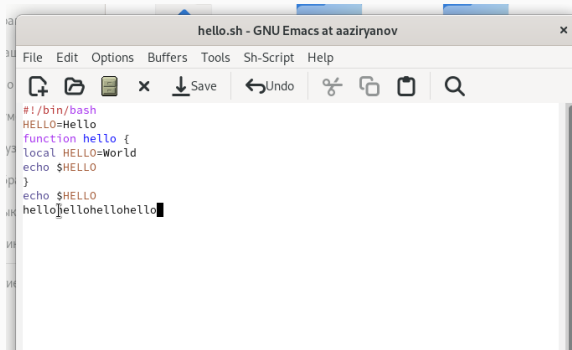 hello.sh - GNU Emacs at aaziryanov
File Edit Options Buffers Tools Sh-Script Help
Save Undo
#!/bin/bash
HELLO=Hello
function hello {
local HELLO=World
echo $HELLO
}
echo $HELLO
hellohellohellohello